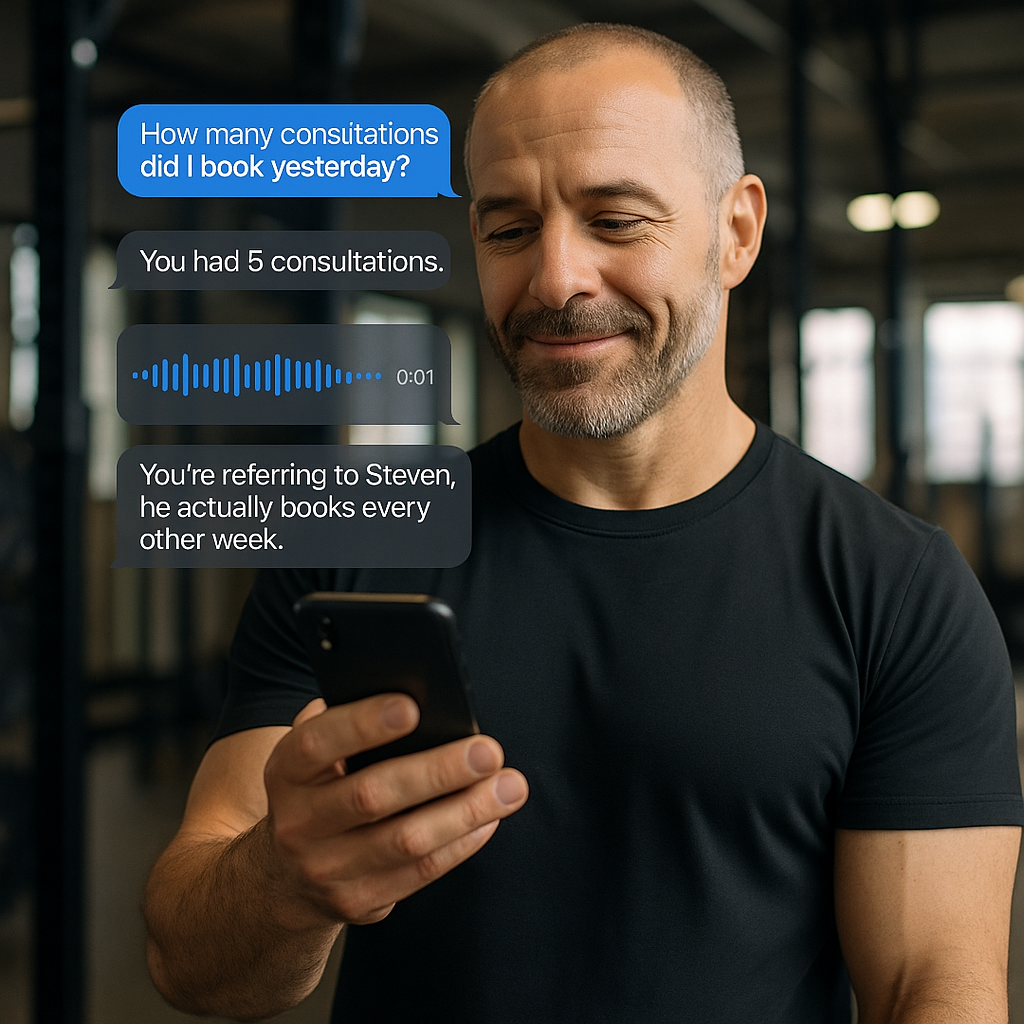 How many consultations
did I book yesterday?
You had 5 consultations.
0:01
You're referring to Steven,
he actually books every
other week.